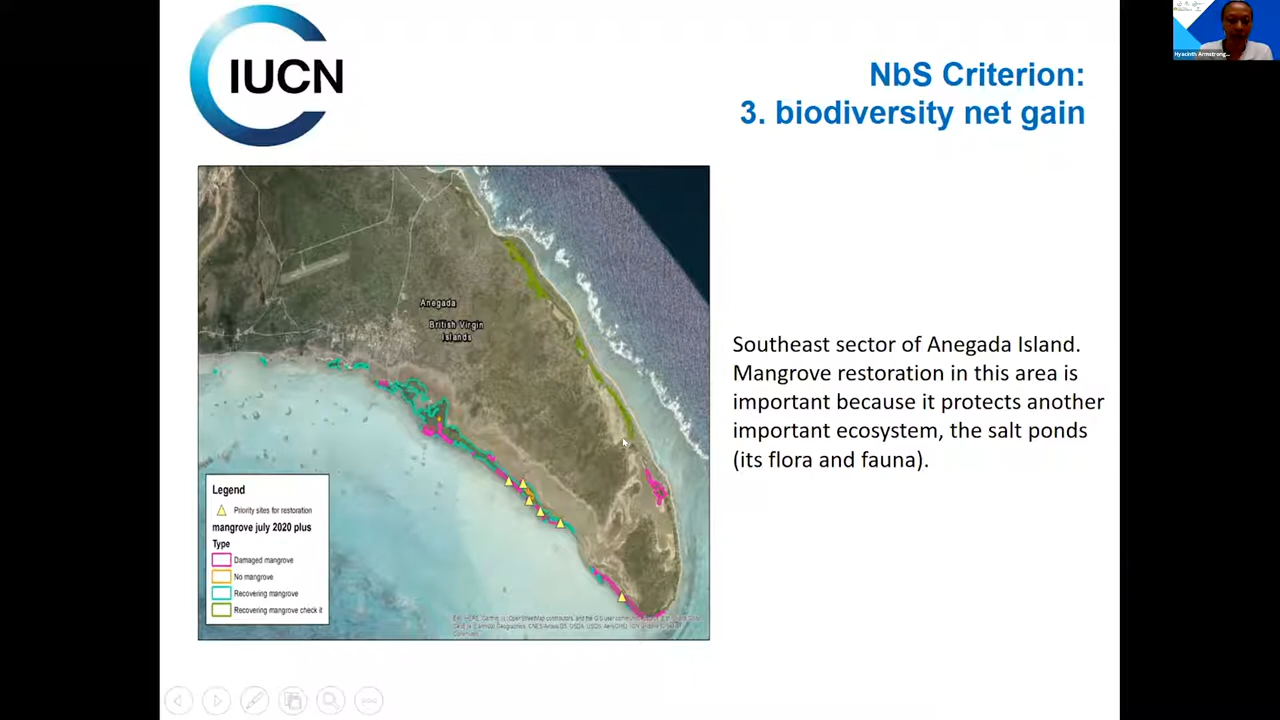 IUCN
NbS Criterion:
3. biodiversity net gain
Hyacinth Armstrong...
Anegada
British Virgin
Islands
Southeast sector of Anegada Island.
Mangrove restoration in this area is
important because it protects another
important ecosystem, the salt ponds
(its flora and fauna).
Legend
Priority sites for restoration
mangrove july 2020 plus
Type
Damaged mangrove
No mangrove
Recovering mangrove
Recovering mangrove check it